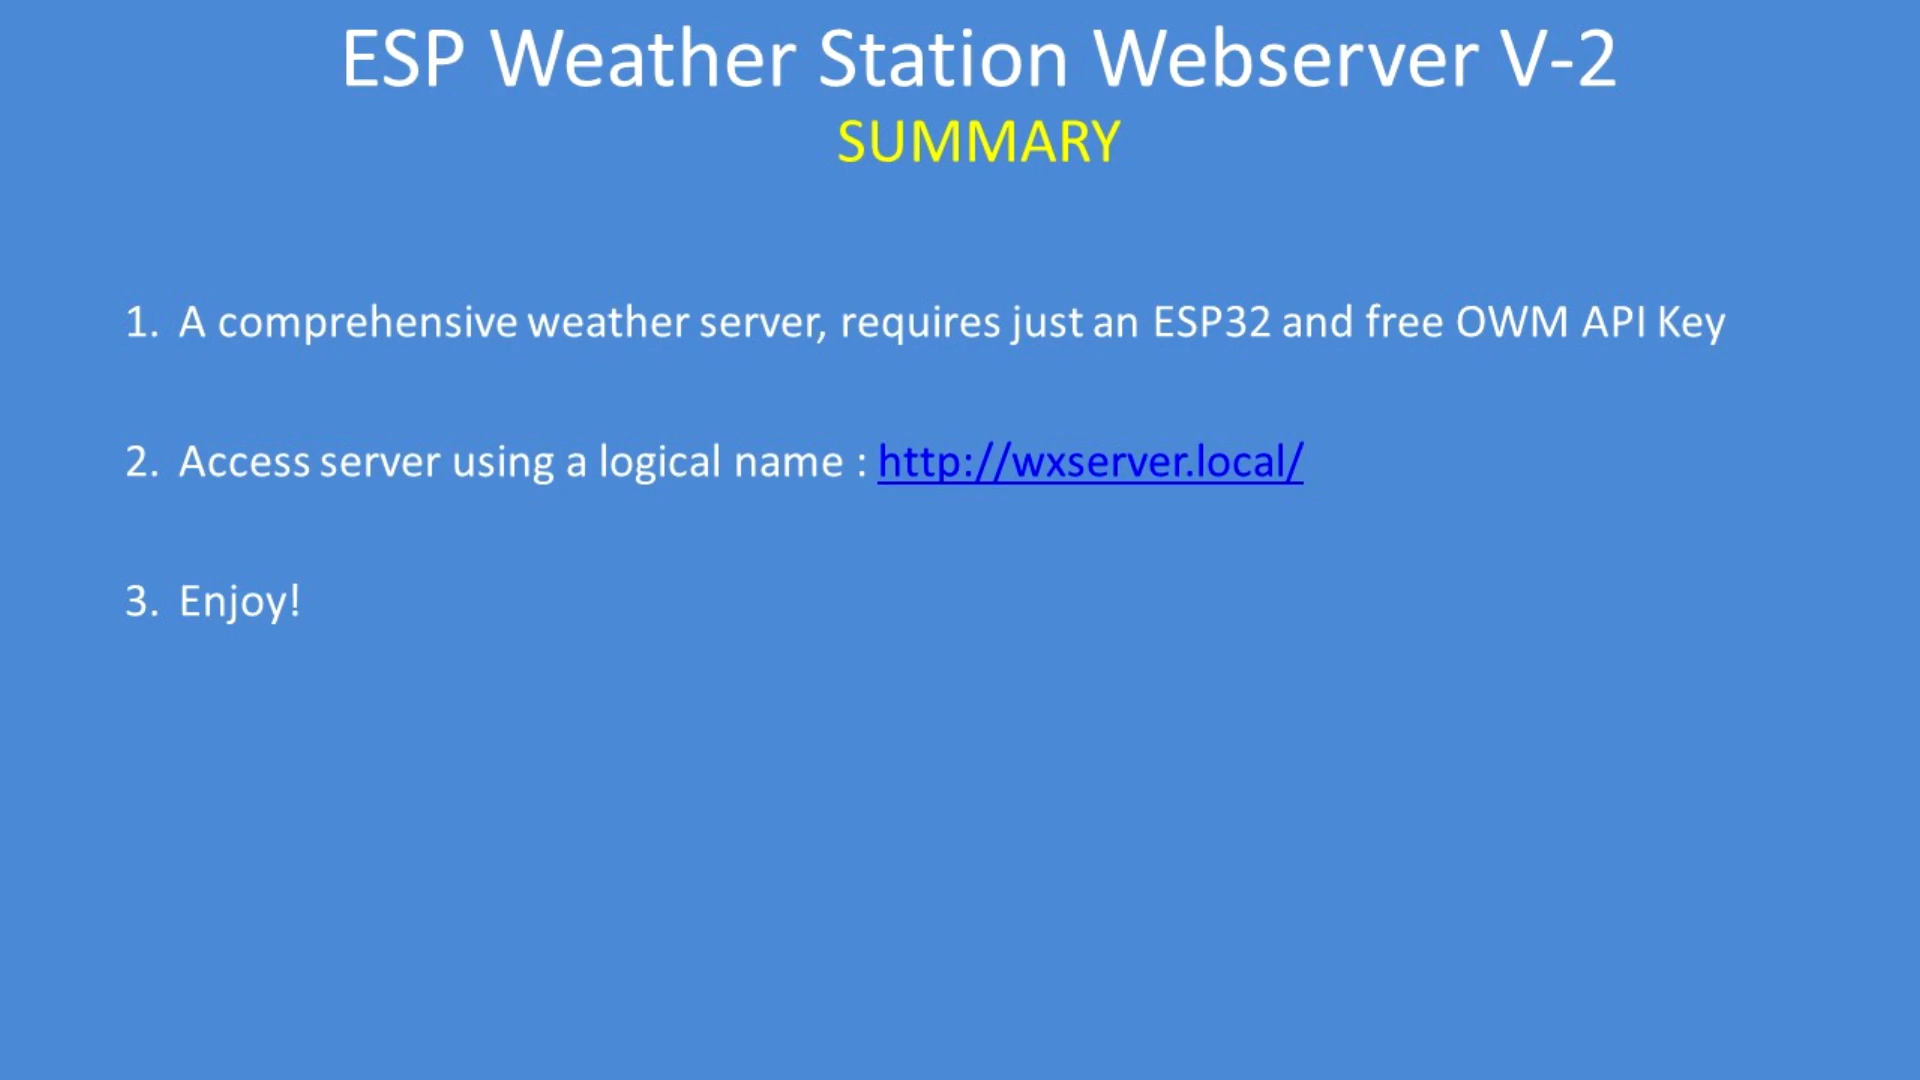 ESP Weather Station Webserver V-2
SUMMARY
1. A comprehensive weather server, requires just an ESP32 and free OWM API Key
2. Access server using a logical name : http://wxserver.local/
3. Enjoy!